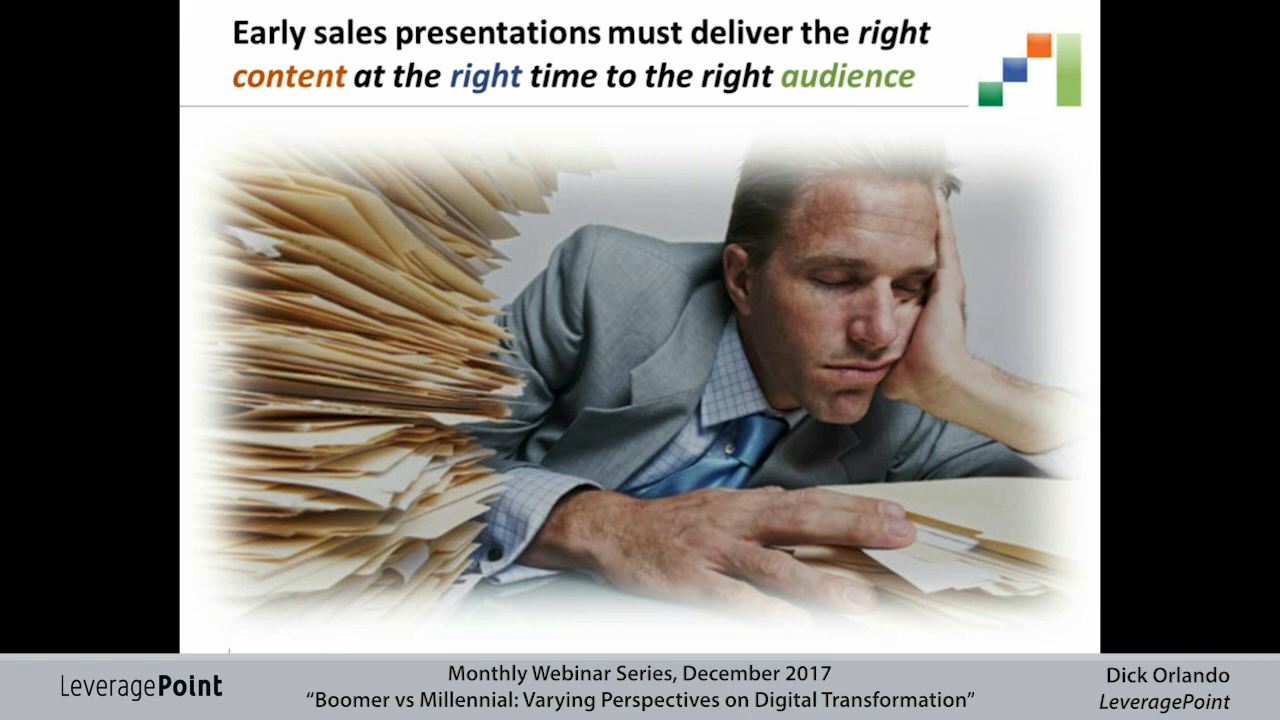 Early sales presentations must deliver the right
content at the right time to the right audience
LeveragePoint
Monthly Webinar Series, December 2017
“Boomer vs Millennial: Varying Perspectives on Digital Transformation”
Dick Orlando
LeveragePoint